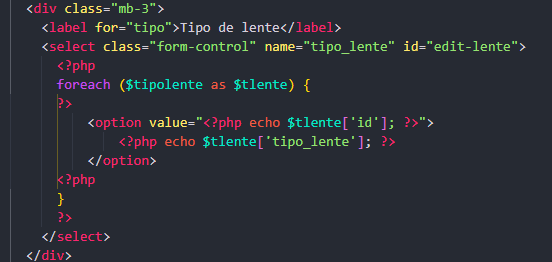 <div class="mb-3">
<label for="tipo">Tipo de lente</label>
<select class="form-control" name="tipo_lente" id="edit-lente">
<?php
foreach ($tipolente as $tlente) {
?>
<option value="<?php echo $tlente['id']; ?>">
<?php echo $tlente['tipo_lente']; ?>
</option>
<?php
}
?>
</select>
</div>